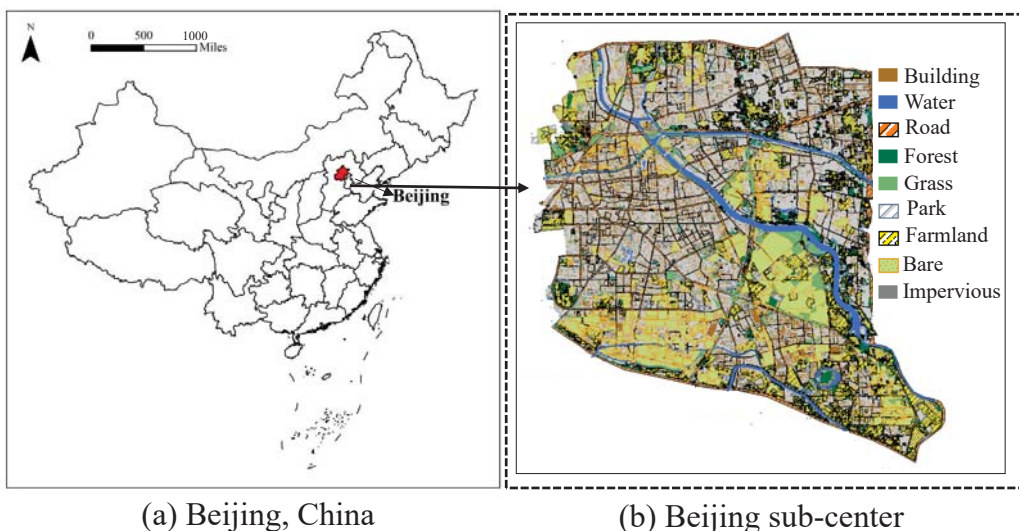 N
0 500 1000
Miles
Beijing
Building
Water
Road
Forest
Grass
Park
Farmland
Bare
Impervious
(a) Beijing, China
(b) Beijing sub-center